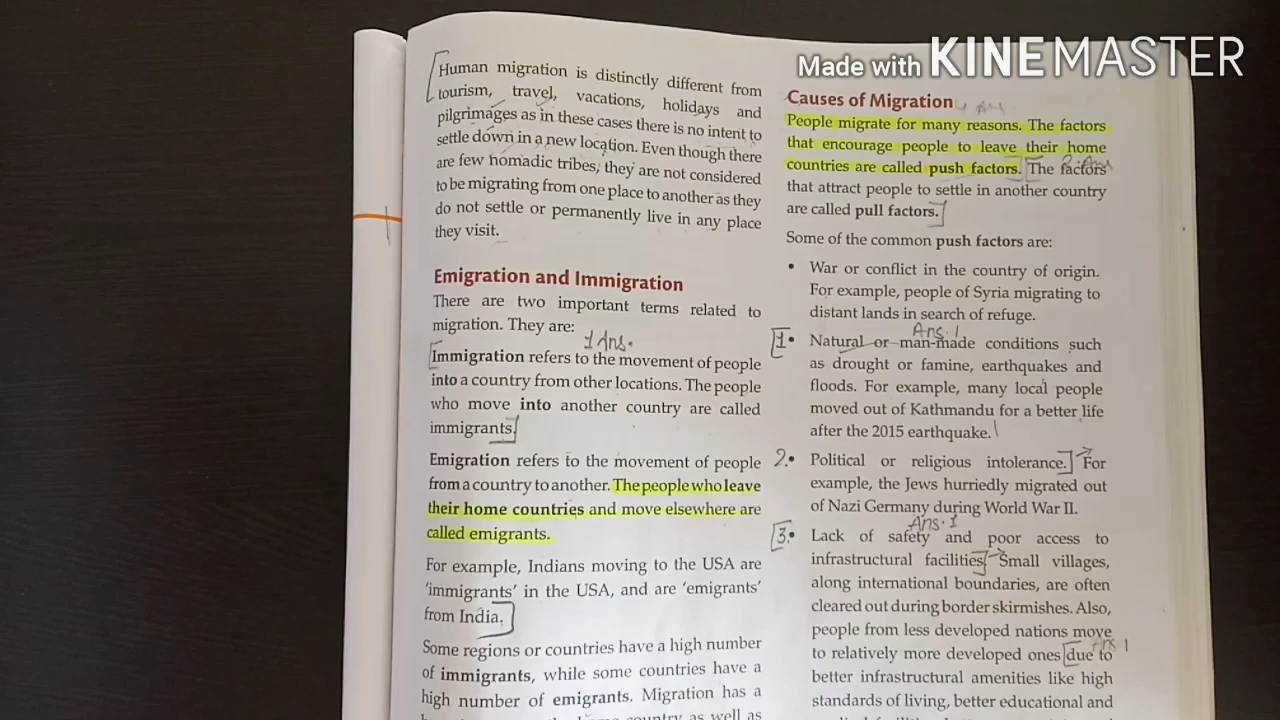 Made with KINEMASTER
Human migration is distinctly different from
tourism, travel, vacations, holidays and
pilgrimages as in these cases there is no intent to
settle down in a new location. Even though there
are few nomadic tribes, they are not considered
to be migrating from one place to another as they
do not settle or permanently live in any place
they visit.
Emigration and Immigration
There are two important terms related to
migration. They are:
1 Ans.
Immigration refers to the movement of people
into a country from other locations. The people
who move into another country are called
immigrants.
Emigration refers to the movement of people
from a country to another. The people who leave
their home countries and move elsewhere are
called emigrants.
For example, Indians moving to the USA are
'immigrants' in the USA, and are 'emigrants'
from India.
Some regions or countries have a high number
of immigrants, while some countries have a
high number of emigrants. Migration has a
country as well as
Causes of Migration
People migrate for many reasons. The factors
that encourage people to leave their home
countries are called push factors. The factors
2 Ans
that attract people to settle in another country
are called pull factors.
Some of the common push factors are:
• War or conflict in the country of origin.
For example, people of Syria migrating to
distant lands in search of refuge.
Ans. 1
1. • Natural or man-made conditions such
as drought or famine, earthquakes and
floods. For example, many local people
moved out of Kathmandu for a better life
after the 2015 earthquake.
2. • Political or religious intolerance. For
example, the Jews hurriedly migrated out
of Nazi Germany during World War II.
Ans. 1
3. • Lack of safety and poor access to
infrastructural facilities. Small villages,
along international boundaries, are often
cleared out during border skirmishes. Also,
people from less developed nations move
Ans 1
to relatively more developed ones due to
better infrastructural amenities like high
standards of living, better educational and